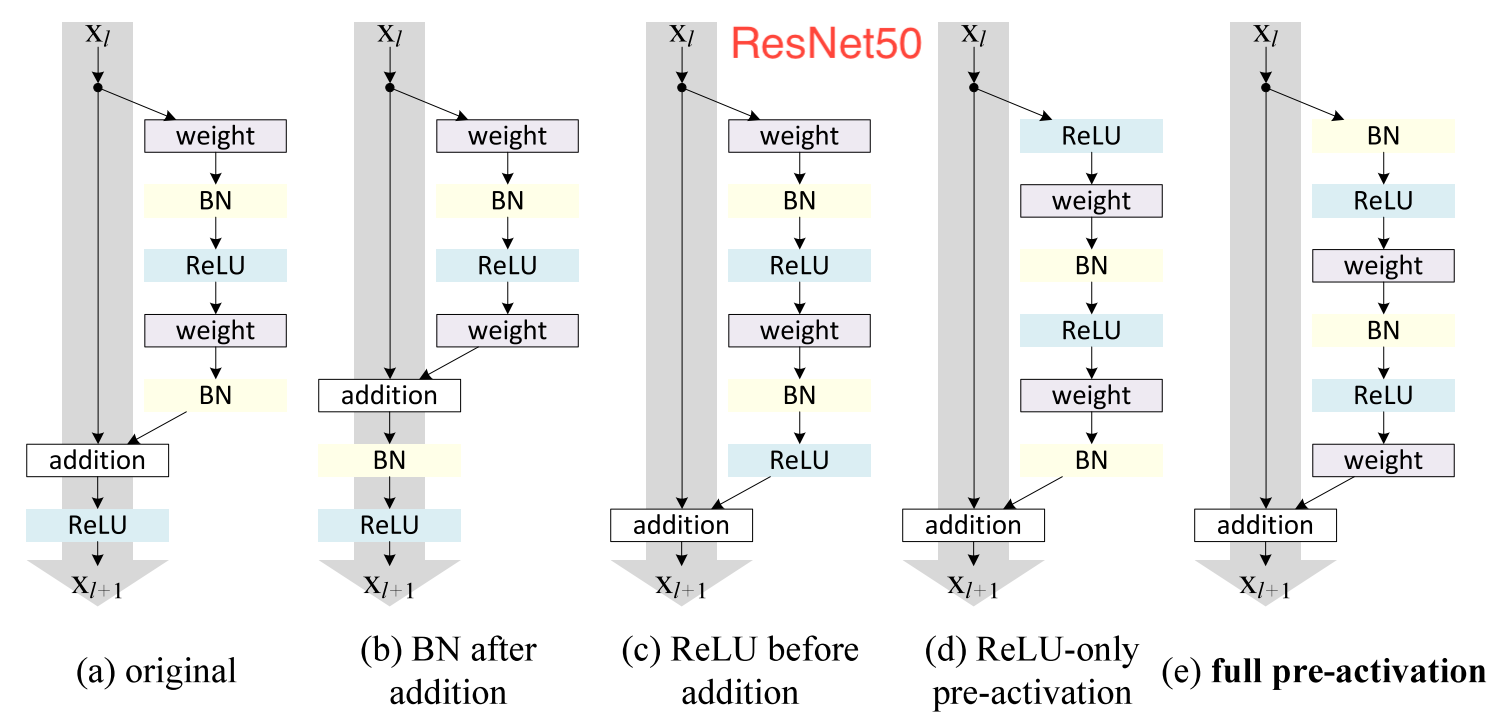 ResNet50
x_l
weight
BN
ReLU
weight
BN
addition
ReLU
x_{l+1}
(a) original
x_l
weight
BN
ReLU
weight
addition
BN
ReLU
x_{l+1}
(b) BN after
addition
weight
BN
ReLU
weight
BN
ReLU
addition
x_{l+1}
(c) ReLU before
addition
x_l
ReLU
weight
BN
ReLU
weight
BN
addition
x_{l+1}
(d) ReLU-only
pre-activation
x_l
BN
ReLU
weight
BN
ReLU
weight
addition
x_{l+1}
(e) full pre-activation